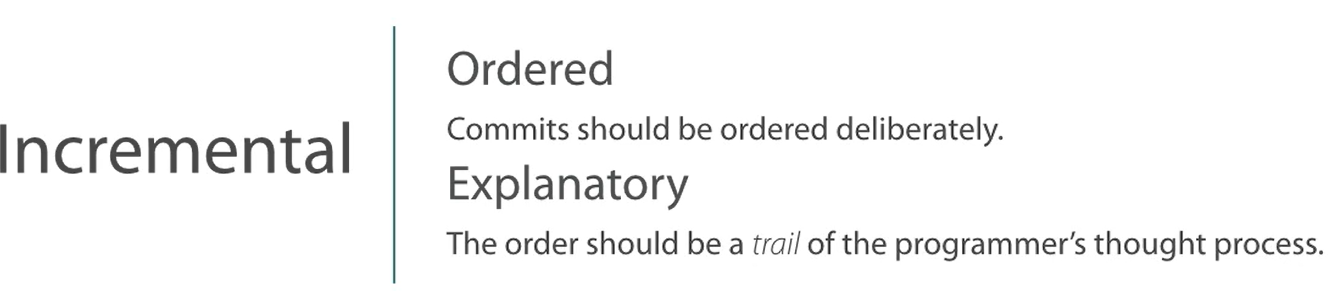 Incremental
Ordered
Commits should be ordered deliberately.
Explanatory
The order should be a trail of the programmer’s thought process.